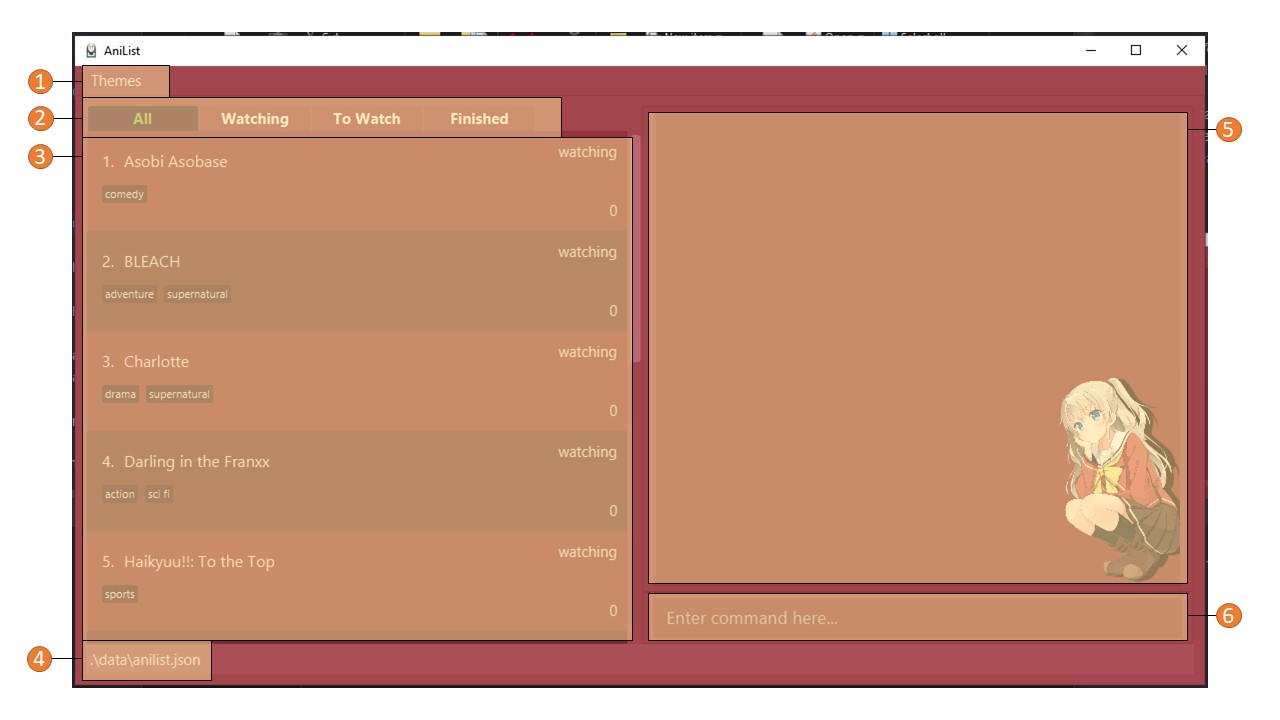 AniList
1
Themes
2
All Watching To Watch Finished
3
1. Asobi Asobase
watching
comedy
0
2. BLEACH
watching
adventure supernatural
0
3. Charlotte
watching
drama supernatural
0
4. Darling in the Franxx
watching
action sci fi
0
5. Haikyuu!!: To the Top
watching
sports
0
4
.\data\anilist.json
5
Enter command here...
6